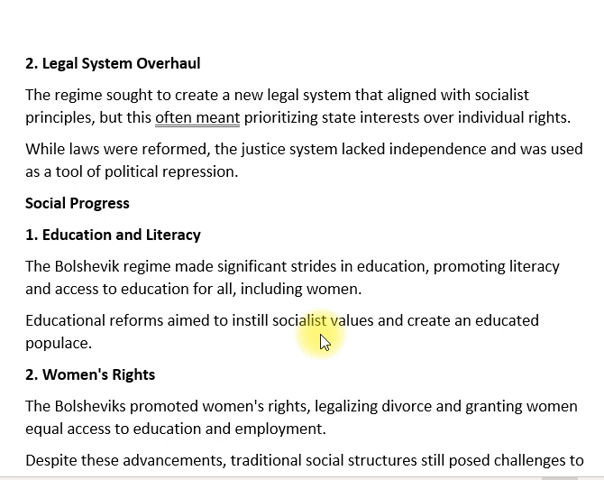 2. Legal System Overhaul
The regime sought to create a new legal system that aligned with socialist
principles, but this often meant prioritizing state interests over individual rights.
While laws were reformed, the justice system lacked independence and was used
as a tool of political repression.
Social Progress
1. Education and Literacy
The Bolshevik regime made significant strides in education, promoting literacy
and access to education for all, including women.
Educational reforms aimed to instill socialist values and create an educated
populace.
2. Women's Rights
The Bolsheviks promoted women's rights, legalizing divorce and granting women
equal access to education and employment.
Despite these advancements, traditional social structures still posed challenges to